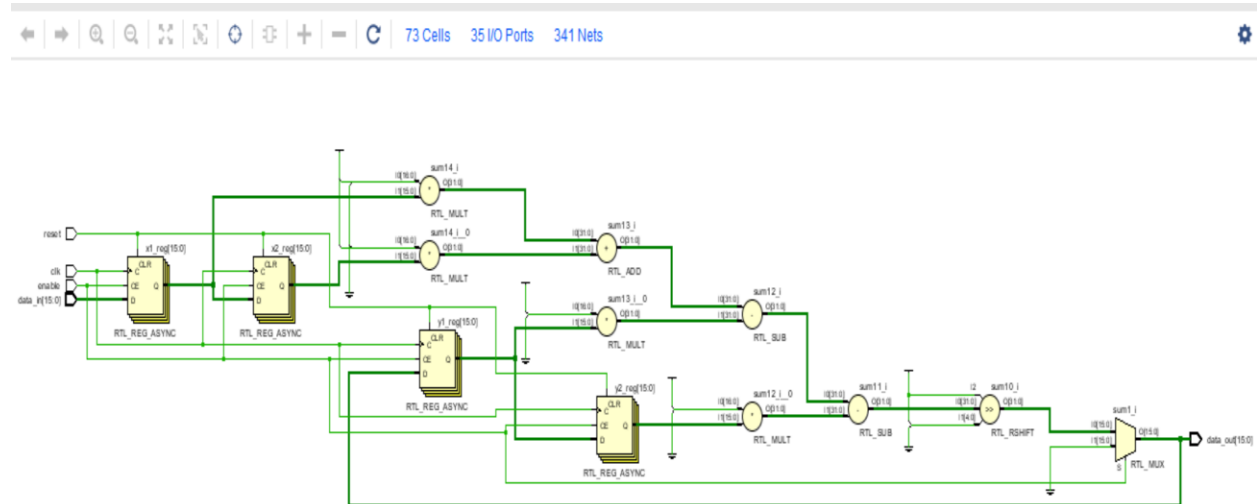 73 Cells 35 I/O Ports 341 Nets
sum14_i
I0[16:0]
I1[15:0]
O[31:0]
RTL_MULT
sum14_i__0
I0[16:0]
I1[15:0]
O[31:0]
RTL_MULT
sum13_i
I0[31:0]
I1[31:0]
O[31:0]
RTL_ADD
reset
clk
enable
data_in[15:0]
x1_reg[15:0]
CLR
C
CE
D
Q
RTL_REG_ASYNC
x2_reg[15:0]
CLR
C
CE
D
Q
RTL_REG_ASYNC
sum13_i__0
I0[16:0]
I1[15:0]
O[31:0]
RTL_MULT
sum12_i
I0[31:0]
I1[31:0]
O[31:0]
RTL_SUB
y1_reg[15:0]
CLR
C
CE
D
Q
RTL_REG_ASYNC
y2_reg[15:0]
CLR
C
CE
D
Q
RTL_REG_ASYNC
sum12_i__0
I0[16:0]
I1[15:0]
O[31:0]
RTL_MULT
sum11_i
I0[31:0]
I1[31:0]
O[31:0]
RTL_SUB
sum10_i
I2
I0[31:0]
I1[4:0]
O[31:0]
RTL_RSHIFT
sum1_i
I0[15:0]
I1[15:0]
S
O[15:0]
RTL_MUX
data_out[15:0]